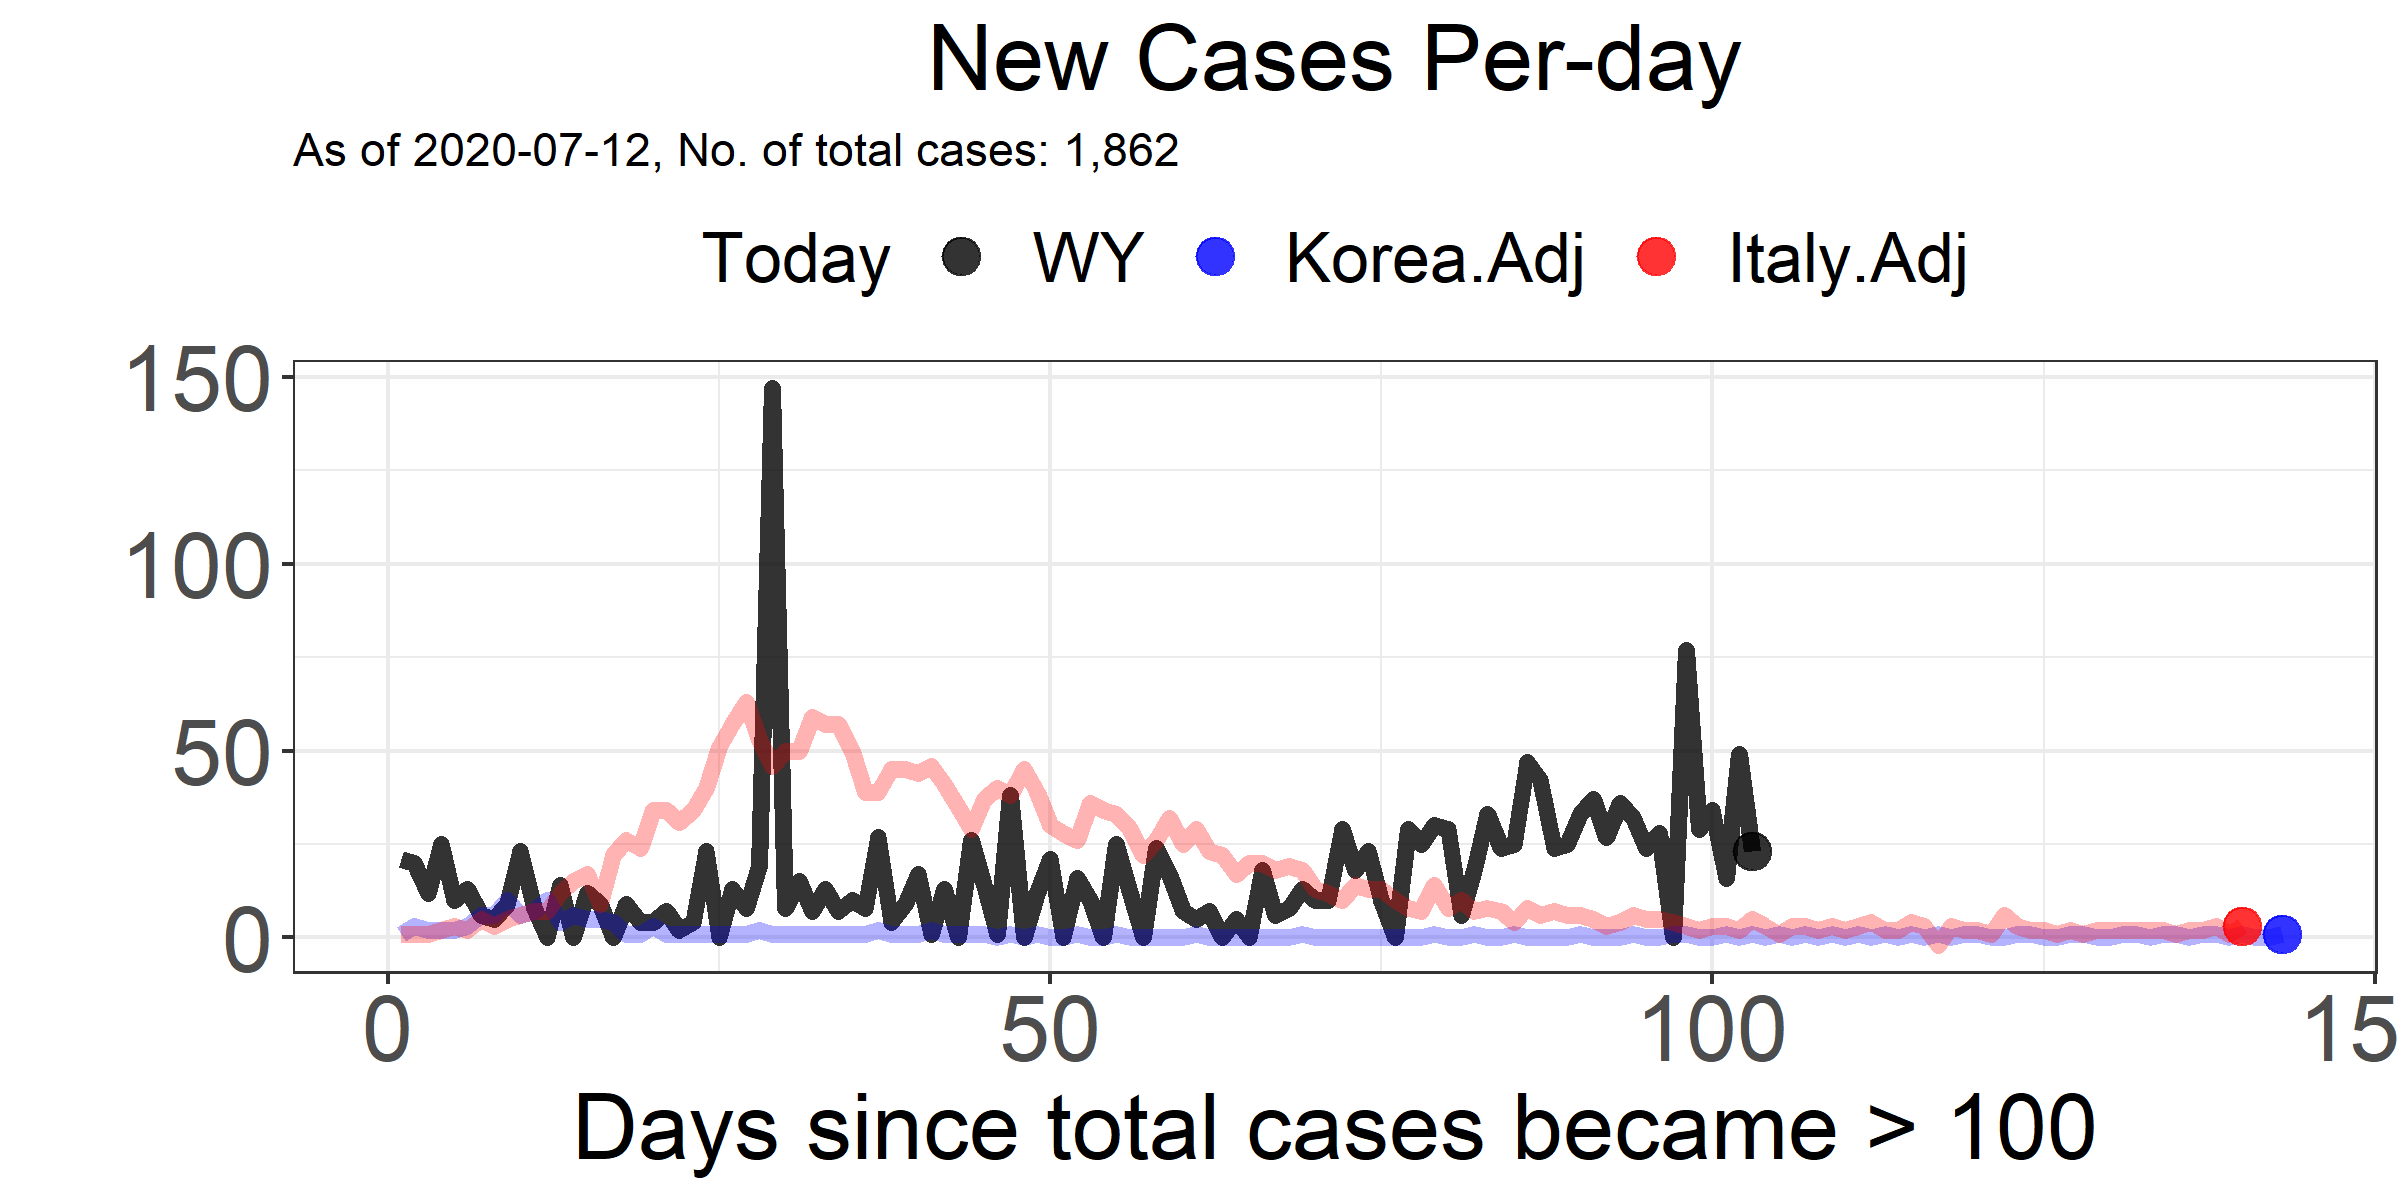 New Cases Per-day
As of 2020-07-12, No. of total cases: 1,862
Today WY Korea.Adj Italy.Adj
150
100
50
0
0 50 100 15
Days since total cases became > 100